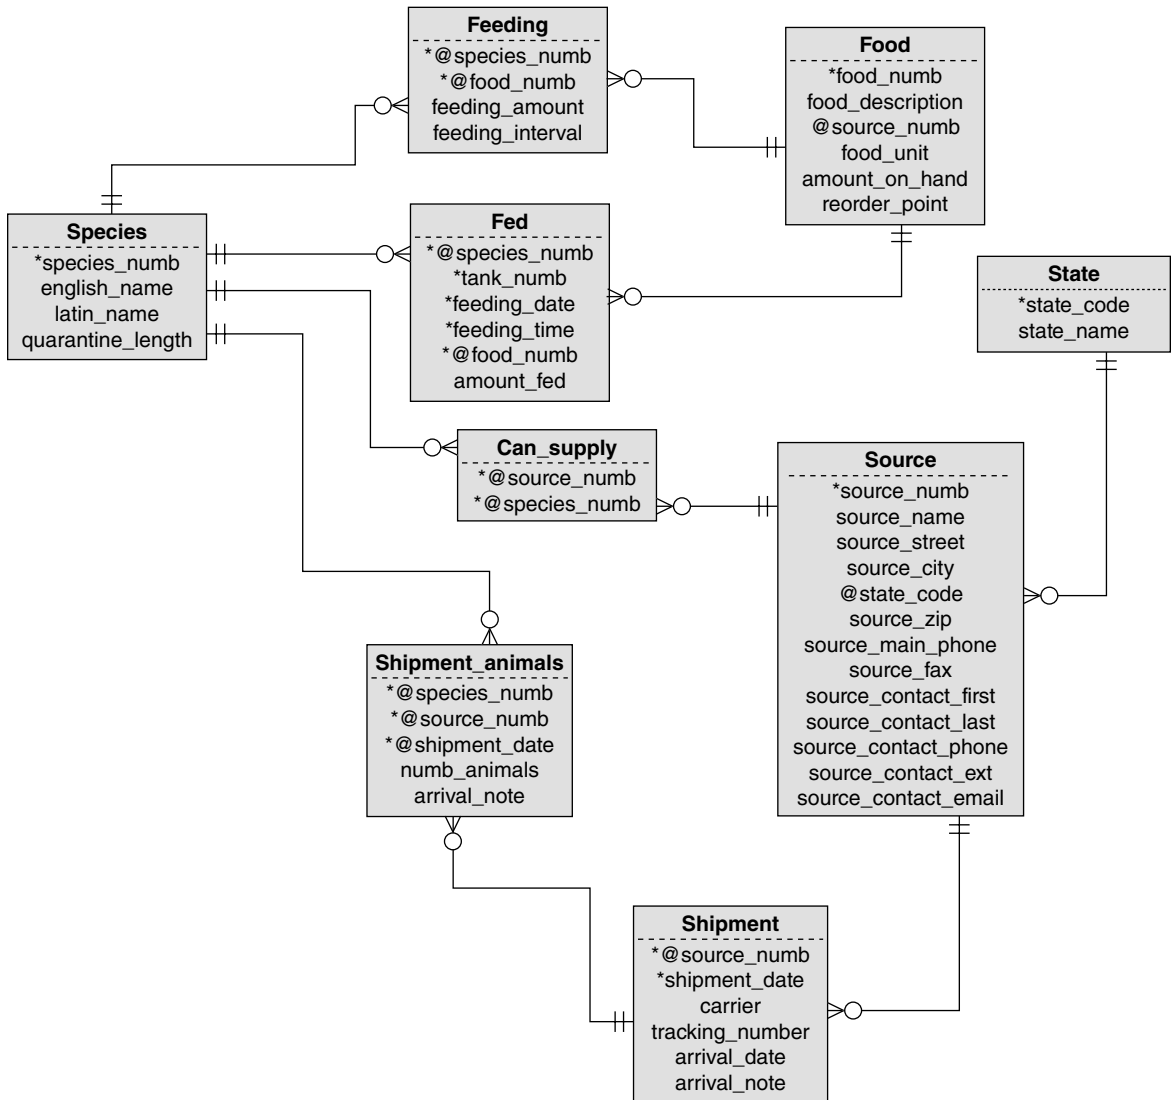 Feeding
*@species_numb
*@food_numb
feeding_amount
feeding_interval
Food
*food_numb
food_description
@source_numb
food_unit
amount_on_hand
reorder_point
Species
*species_numb
english_name
latin_name
quarantine_length
Fed
*@species_numb
*tank_numb
*feeding_date
*feeding_time
*@food_numb
amount_fed
State
*state_code
state_name
Can_supply
*@source_numb
*@species_numb
Source
*source_numb
source_name
source_street
source_city
@state_code
source_zip
source_main_phone
source_fax
source_contact_first
source_contact_last
source_contact_phone
source_contact_ext
source_contact_email
Shipment_animals
*@species_numb
*@source_numb
*@shipment_date
numb_animals
arrival_note
Shipment
*@source_numb
*shipment_date
carrier
tracking_number
arrival_date
arrival_note